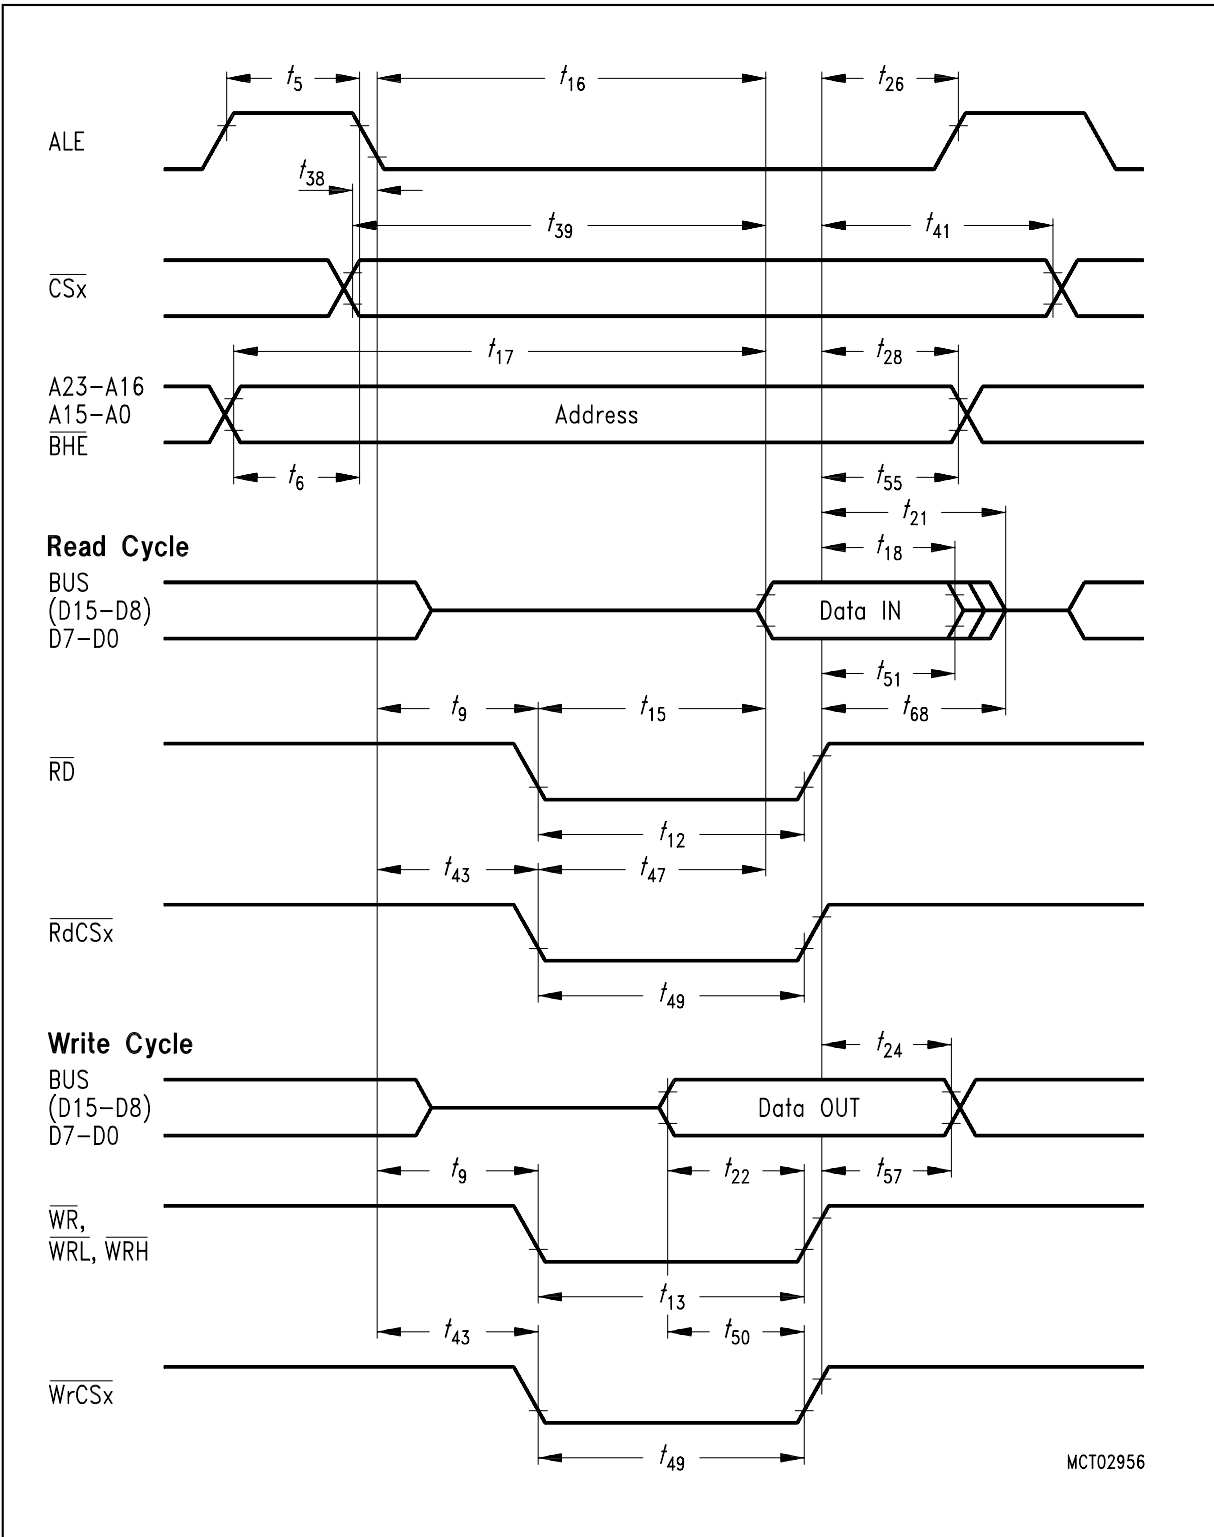 t5
t16
t26
ALE
t38
t39
t41
CSx
t17
t28
A23-A16
A15-A0
BHE
Address
t6
t55
t21
Read Cycle
t18
BUS
(D15-D8)
D7-D0
Data IN
t51
t9
t15
t68
RD
t12
t43
t47
RdCSx
t49
Write Cycle
t24
BUS
(D15-D8)
D7-D0
Data OUT
t9
t22
t57
WR,
WRL, WRH
t13
t43
t50
WrCSx
t49
MCT02956